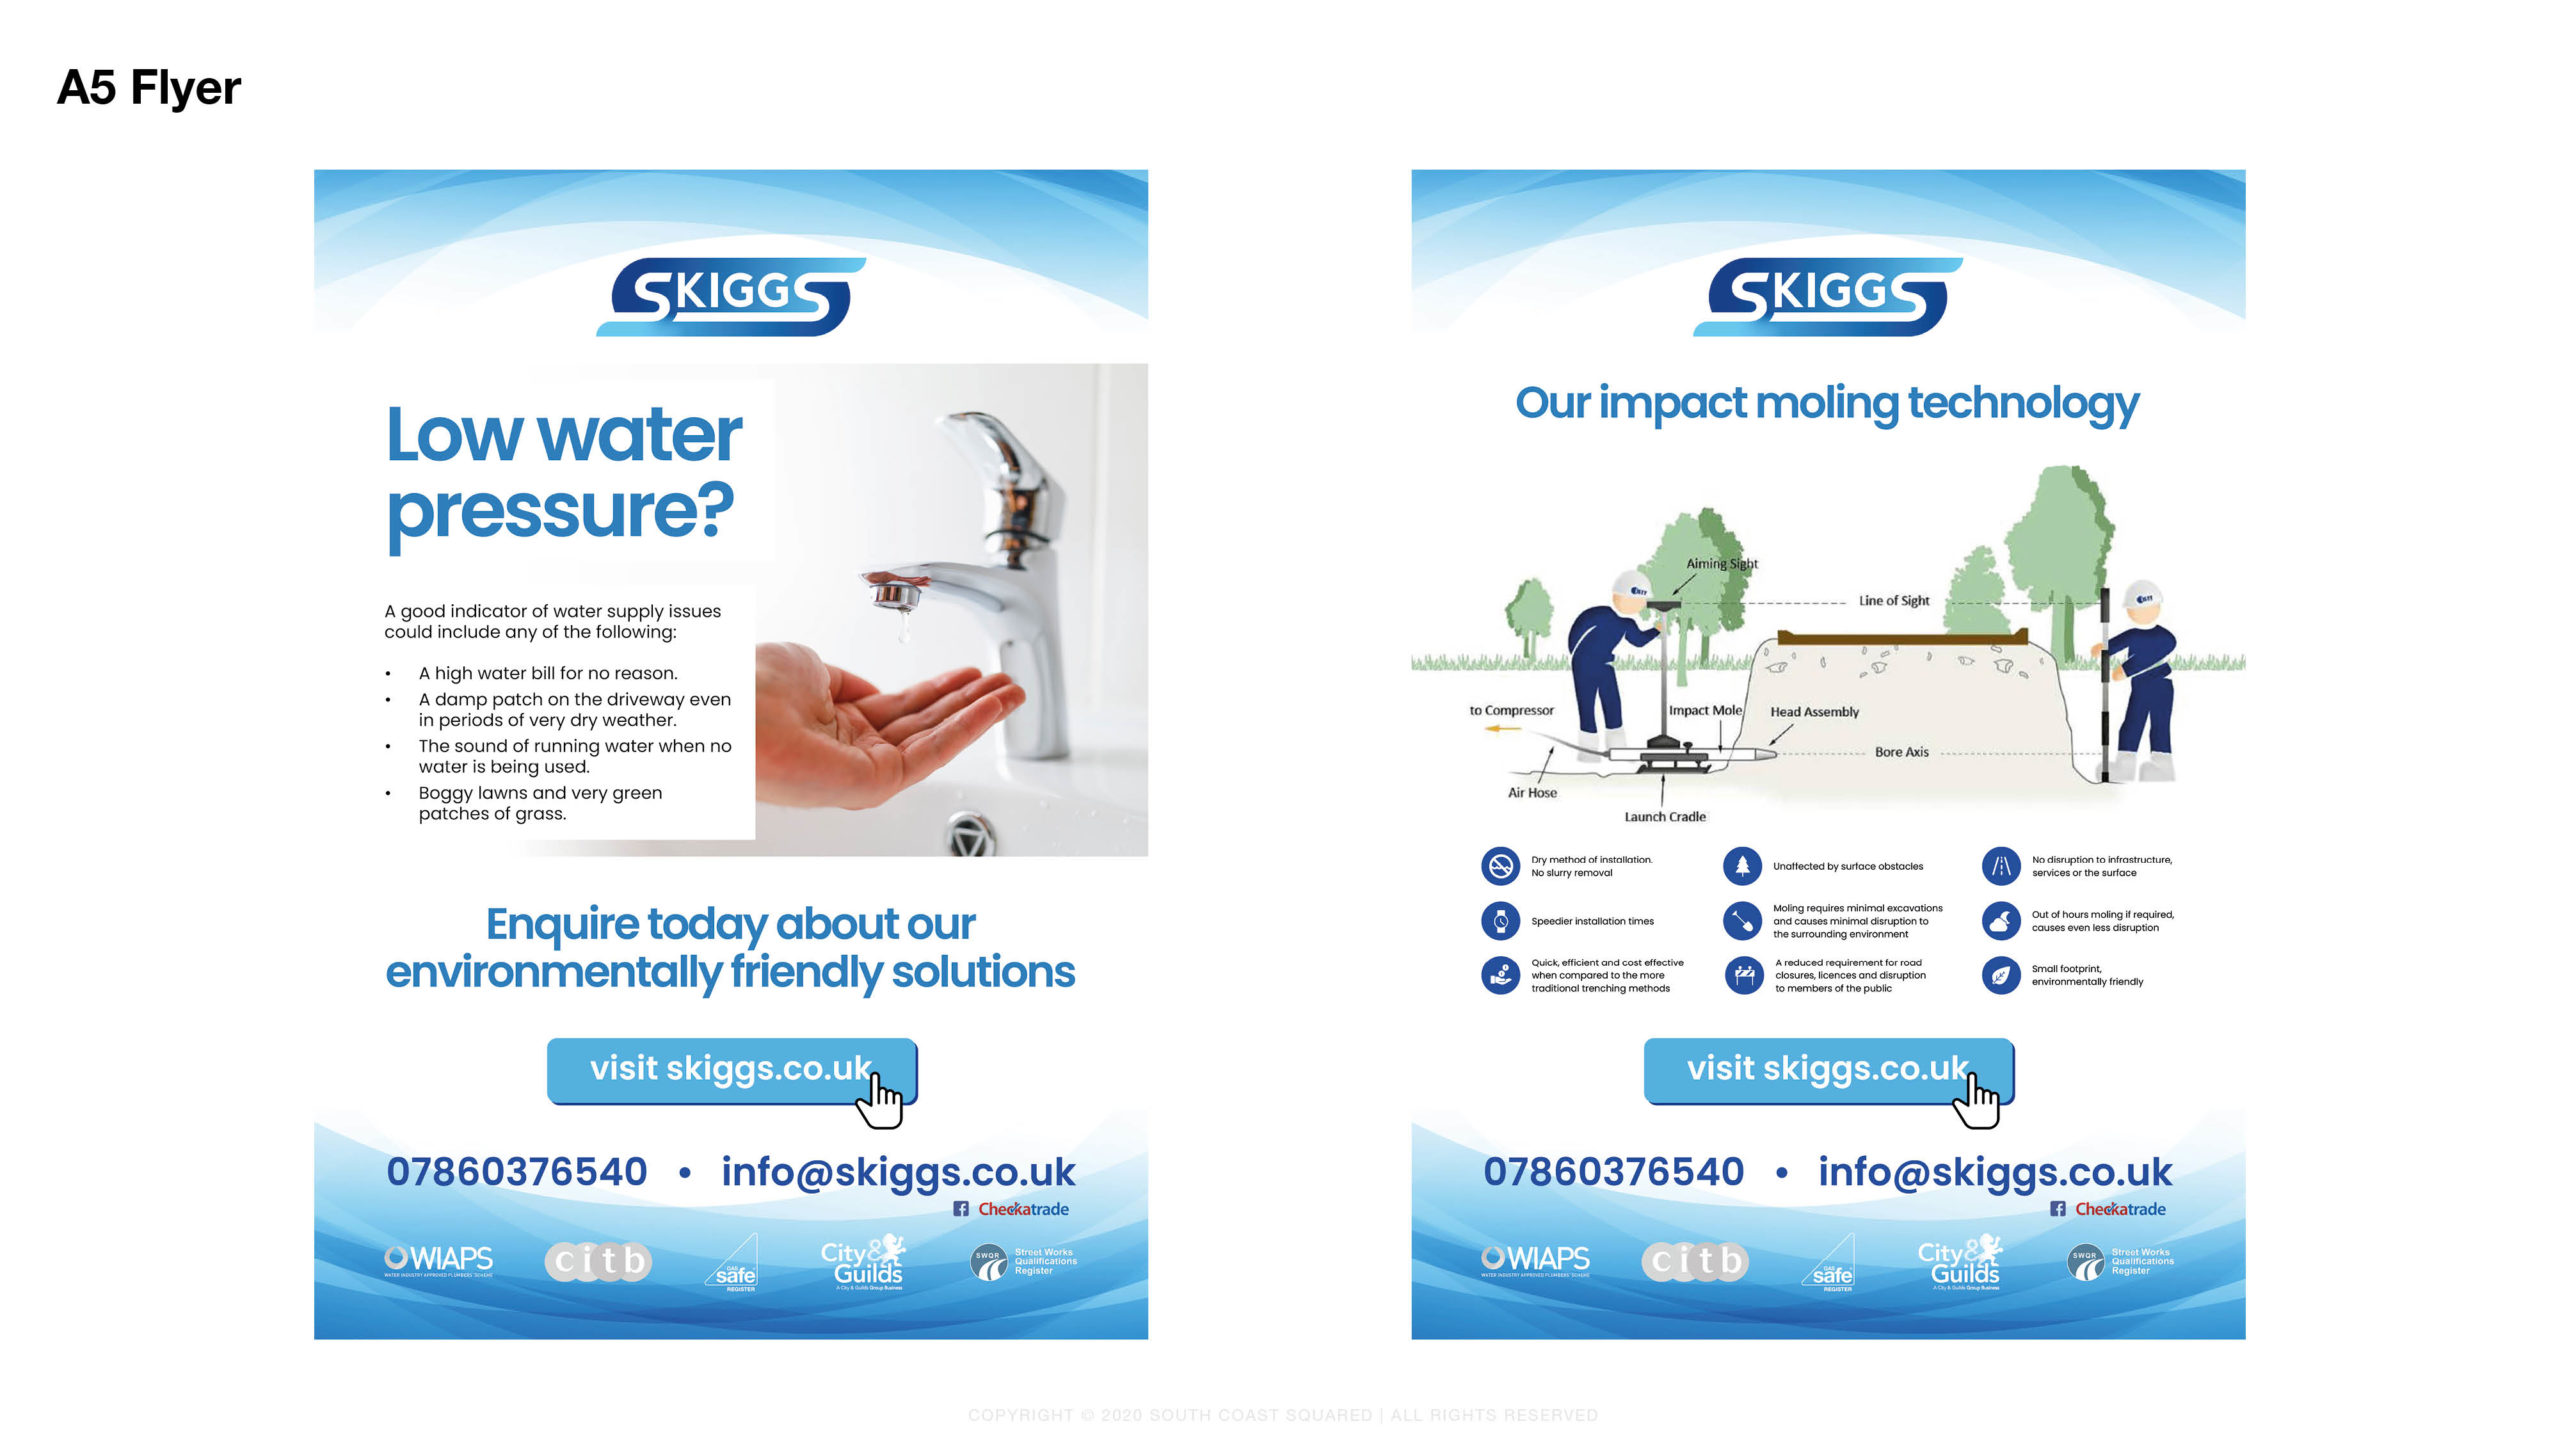 A5 Flyer
SKIGGS
Low water
pressure?
A good indicator of water supply issues
could include any of the following:
• A high water bill for no reason.
• A damp patch on the driveway even
in periods of very dry weather.
• The sound of running water when no
water is being used.
• Boggy lawns and very green
patches of grass.
Enquire today about our
environmentally friendly solutions
visit skiggs.co.uk
07860376540 • info@skiggs.co.uk
Checkatrade
WIAPS
WATER INDUSTRY APPROVED PLUMBERS' SCHEME
citb
GAS
safe
REGISTER
City &
Guilds
A City & Guilds Group Business
SWQR
Street Works
Qualifications
Register
SKIGGS
Our impact moling technology
Aiming Sight
Line of Sight
to Compressor
Impact Mole
Head Assembly
Bore Axis
Air Hose
Launch Cradle
Dry method of installation.
No slurry removal
Unaffected by surface obstacles
No disruption to infrastructure,
services or the surface
Speedier installation times
Moling requires minimal excavations
and causes minimal disruption to
the surrounding environment
Out of hours moling if required,
causes even less disruption
Quick, efficient and cost effective
when compared to the more
traditional trenching methods
A reduced requirement for road
closures, licences and disruption
to members of the public
Small footprint,
environmentally friendly
visit skiggs.co.uk
07860376540 • info@skiggs.co.uk
Checkatrade
WIAPS
WATER INDUSTRY APPROVED PLUMBERS' SCHEME
citb
GAS
safe
REGISTER
City &
Guilds
A City & Guilds Group Business
SWQR
Street Works
Qualifications
Register
COPYRIGHT © 2020 SOUTH COAST SQUARED | ALL RIGHTS RESERVED